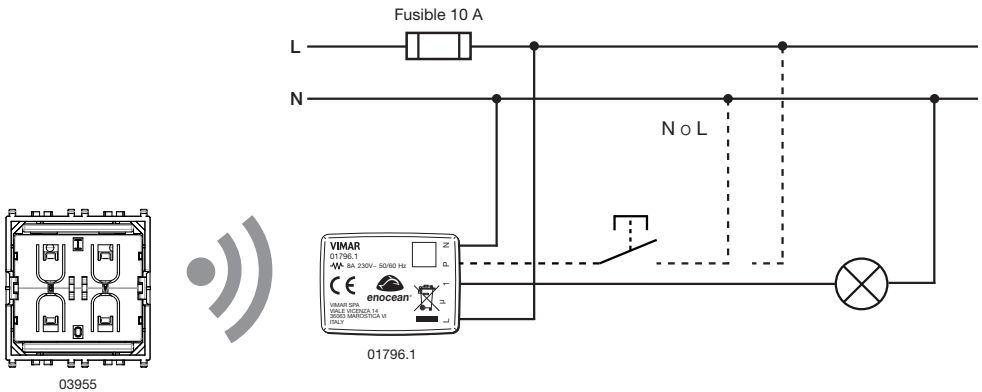 Fusible 10 A
L
N
N o L
VIMAR
01796.1
8A 230V~ 50/60 Hz
CE
enocean®
VIMAR SPA
VIALE VICENZA 14
36063 MAROSTICA VI
ITALY
N
P
1
µ
L
I
O
01796.1
03955